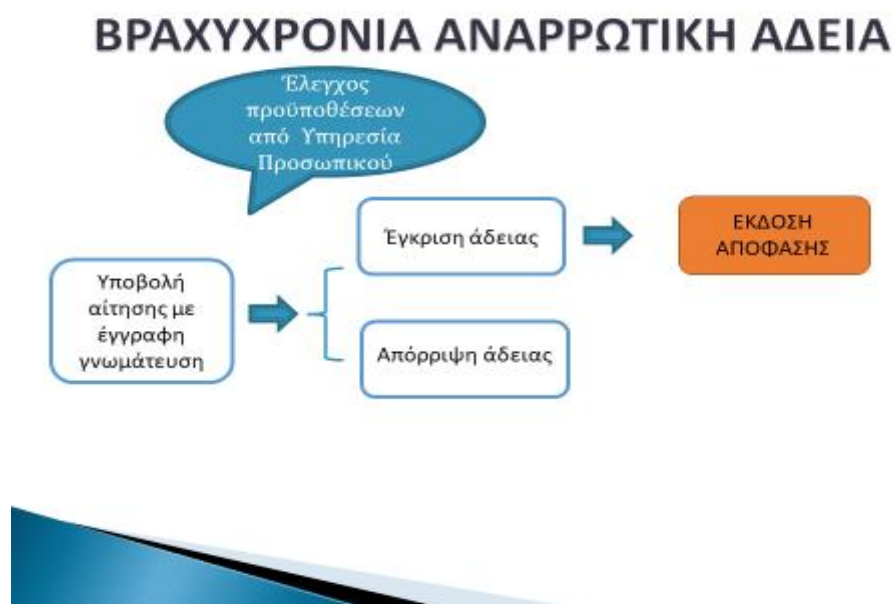 ΒΡΑΧΥΧΡΟΝΙΑ ΑΝΑΡΡΩΤΙΚΗ ΑΔΕΙΑ
Έλεγχος
προϋποθέσεων
από Υπηρεσία
Προσωπικού
Υποβολή
αίτησης με
έγγραφη
γνωμάτευση
Έγκριση άδειας
Απόρριψη άδειας
ΕΚΔΟΣΗ
ΑΠΟΦΑΣΗΣ